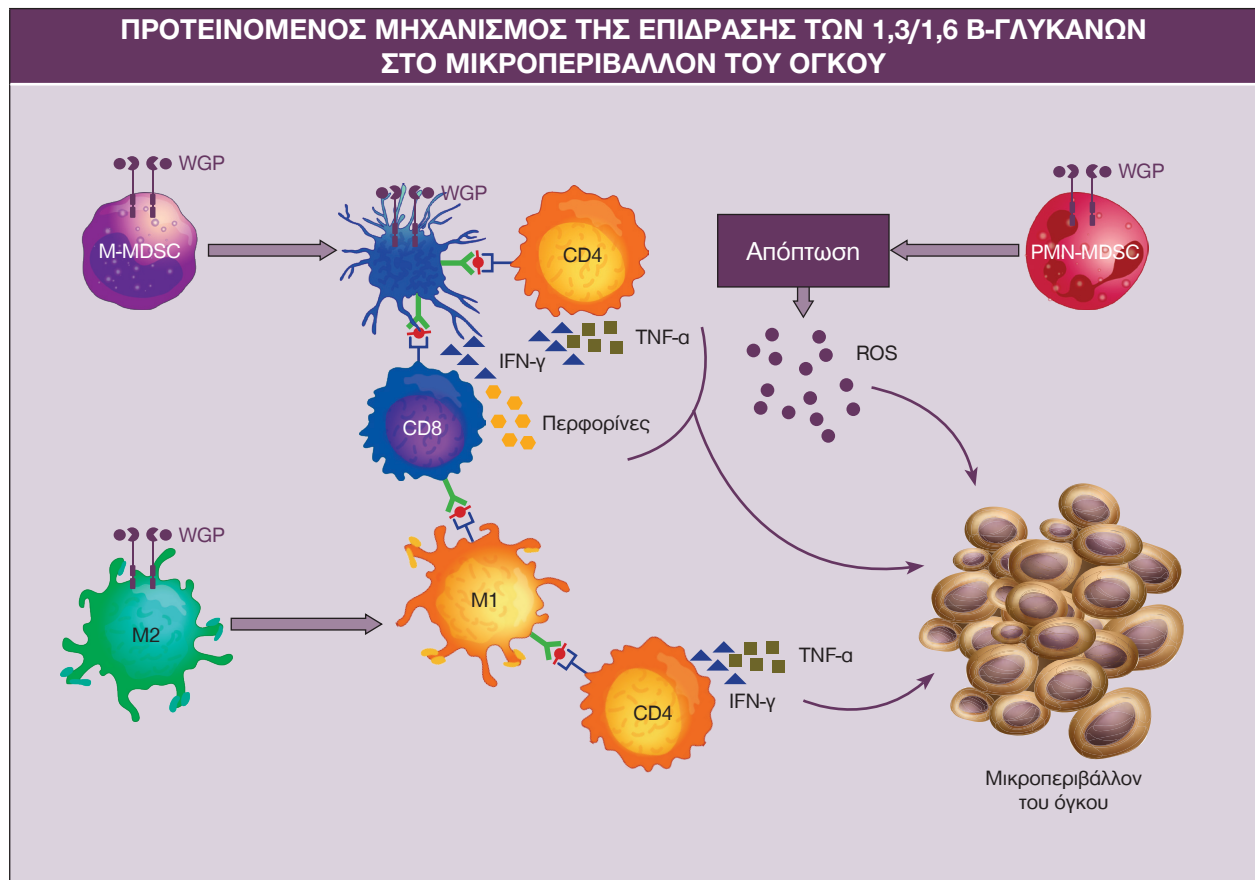 ΠΡΟΤΕΙΝΟΜΕΝΟΣ ΜΗΧΑΝΙΣΜΟΣ ΤΗΣ ΕΠΙΔΡΑΣΗΣ ΤΩΝ 1,3/1,6 Β-ΓΛΥΚΑΝΩΝ
ΣΤΟ ΜΙΚΡΟΠΕΡΙΒΑΛΛΟΝ ΤΟΥ ΟΓΚΟΥ
WGP
M-MDSC
WGP
CD4
Απόπτωση
WGP
PMN-MDSC
TNF-α
IFN-γ
ROS
CD8
Περφορίνες
WGP
M2
M1
TNF-α
IFN-γ
CD4
Μικροπεριβάλλον
του όγκου